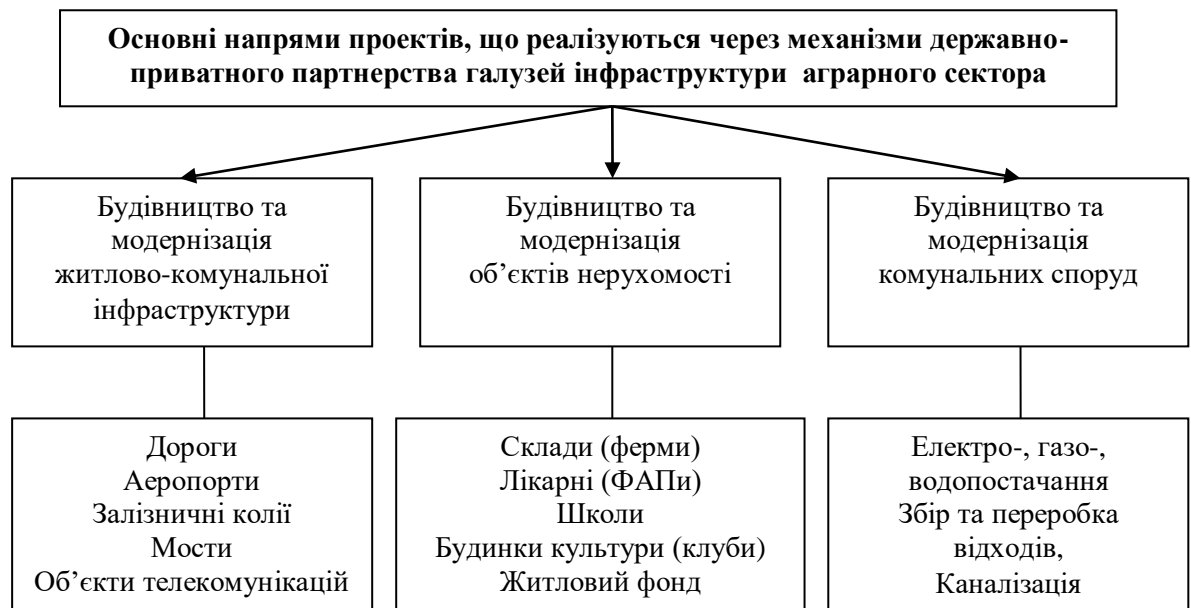 Основні напрями проектів, що реалізуються через механізми державно-
приватного партнерства галузей інфраструктури аграрного сектора
Будівництво та
модернізація
житлово-комунальної
інфраструктури
Будівництво та
модернізація
об’єктів нерухомості
Будівництво та
модернізація
комунальних споруд
Дороги
Аеропорти
Залізничні колії
Мости
Об’єкти телекомунікацій
Склади (ферми)
Лікарні (ФАПи)
Школи
Будинки культури (клуби)
Житловий фонд
Електро-, газо-,
водопостачання
Збір та переробка
відходів,
Каналізація